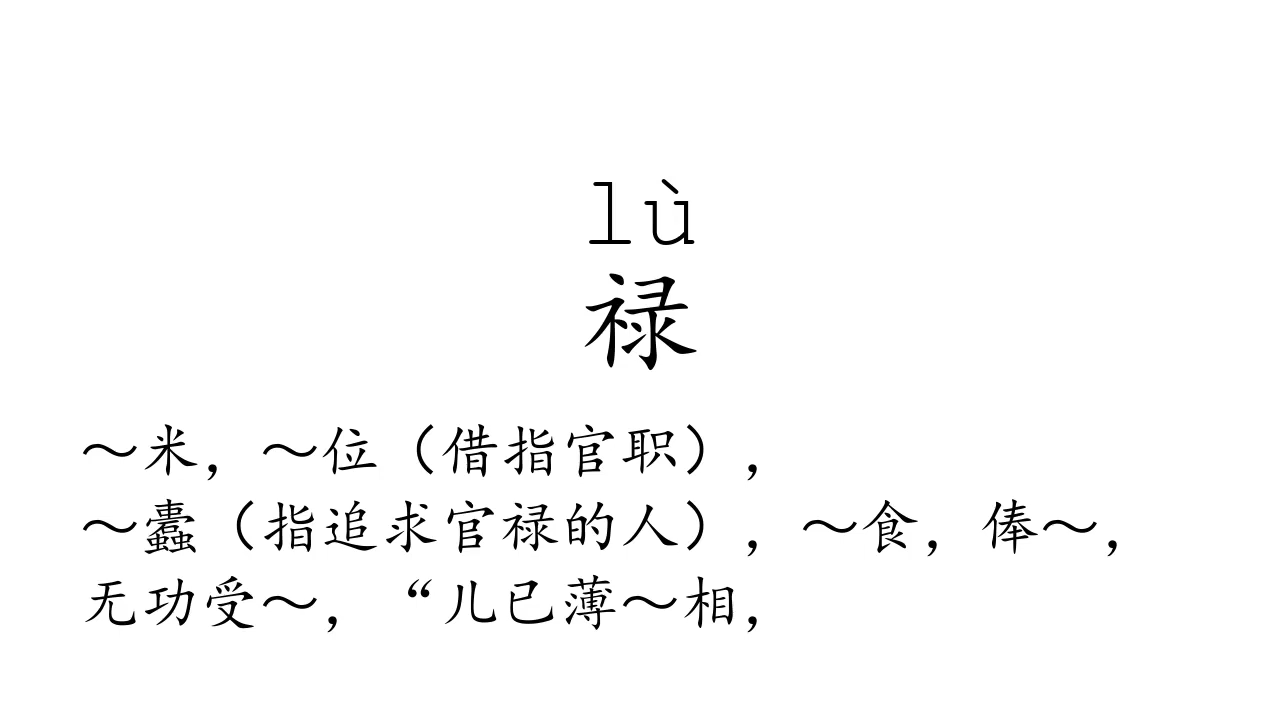 lù
禄
～米，～位（借指官职），
～蠹（指追求官禄的人），～食，俸～，
无功受～，“儿已薄～相，